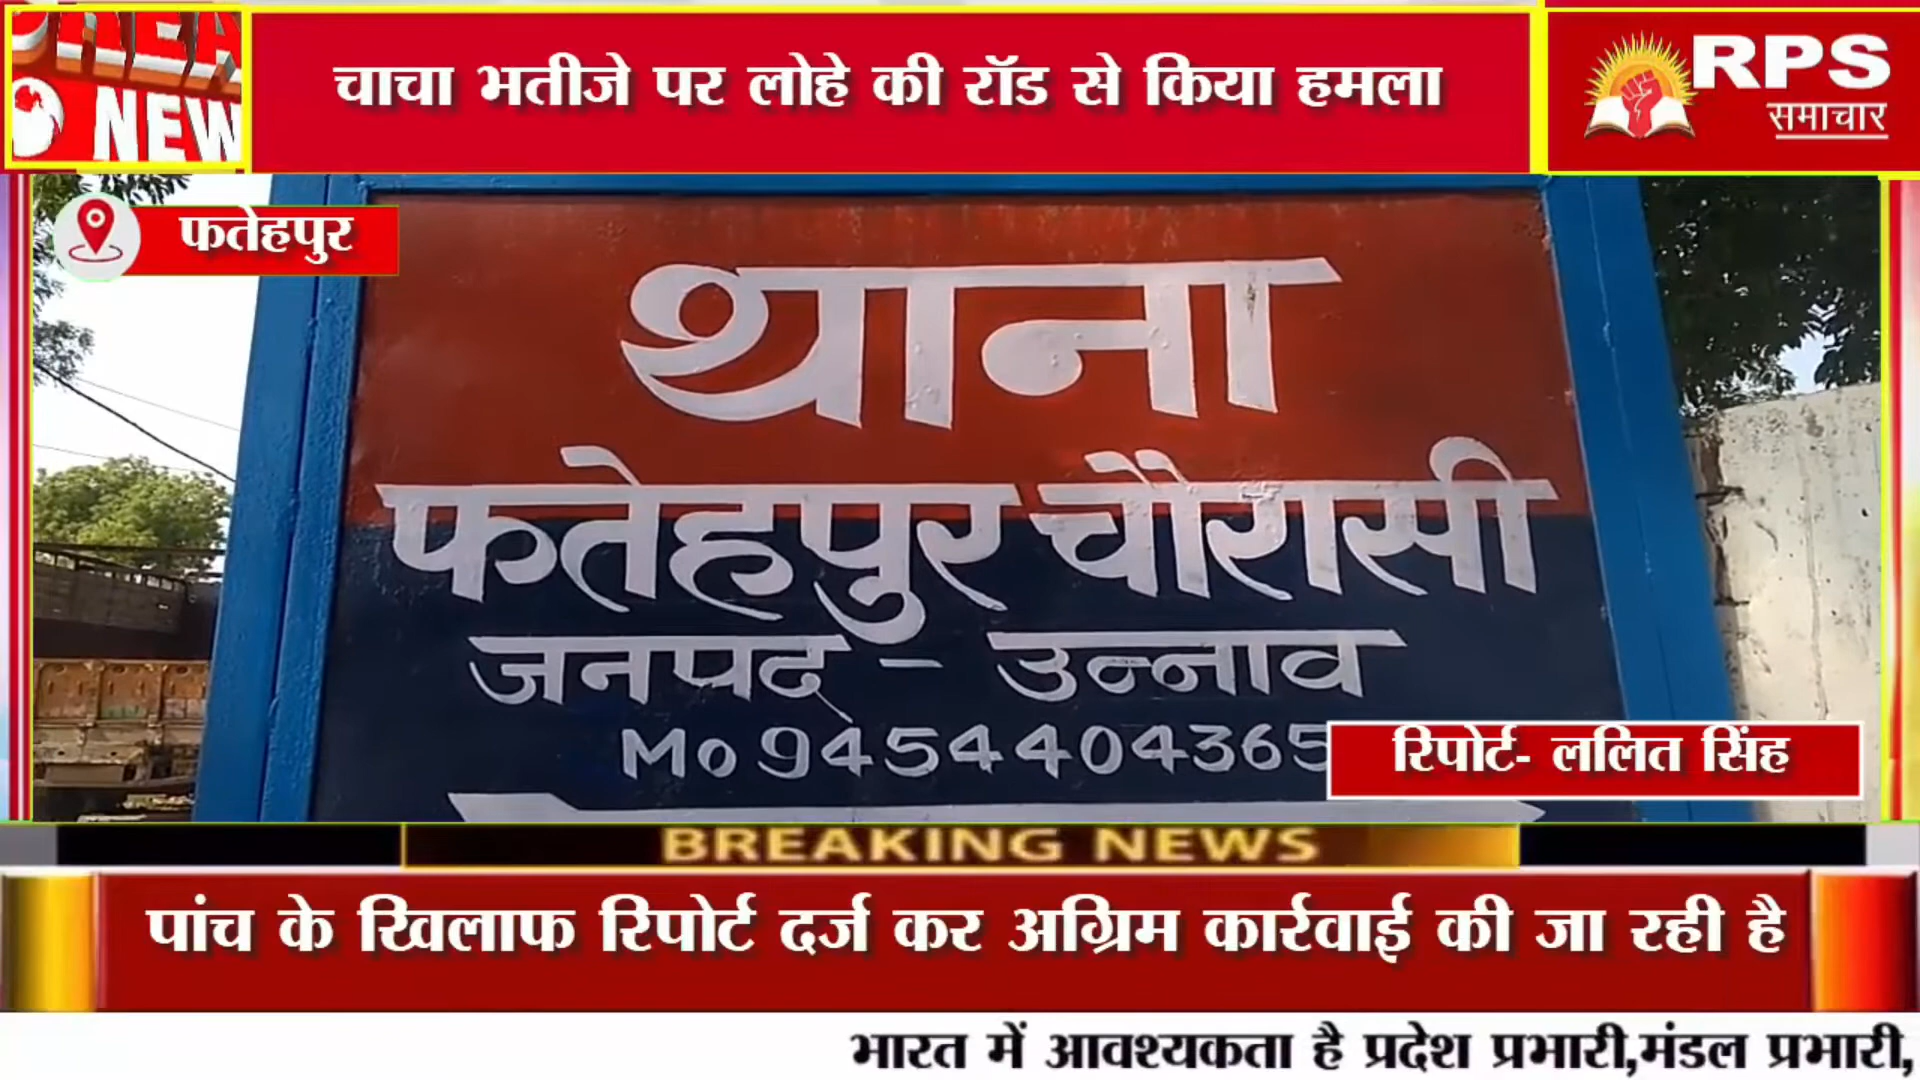 NEW
चाचा भतीजे पर लोहे की रॉड से किया हमला
RPS
समाचार
फतेहपुर
थाना
फतेहपुर चौरासी
जनपद - उन्नाव
Mo 9454404365
रिपोर्ट- ललित सिंह
BREAKING NEWS
पांच के खिलाफ रिपोर्ट दर्ज कर अग्रिम कार्रवाई की जा रही है
भारत में आवश्यकता है प्रदेश प्रभारी,मंडल प्रभारी,